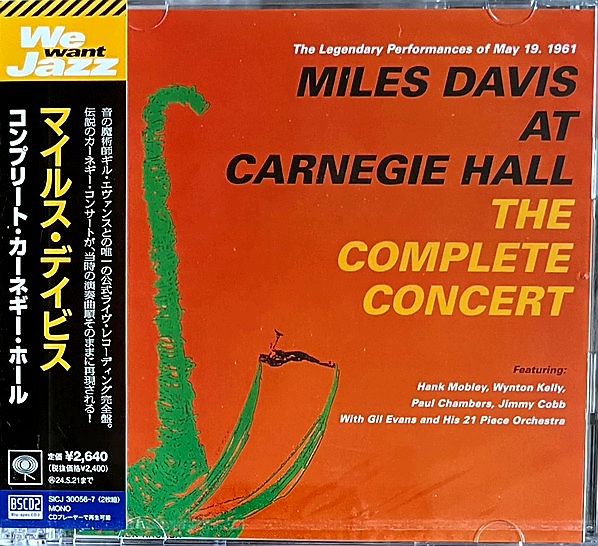 We
want
Jazz
マイルス・デイビス
コンプリート・カーネギー・ホール
音の魔術師ギル・エヴァンスとの唯一の公式ライヴ・レコーディング完全盤。
伝説のカーネギー・コンサートが、当時の演奏曲順そのままに再現される!
定価 ¥2,640
(税抜価格¥2,400)
Ⓐ24.5.21まで
BSCD2
Blu-spec CD2
SICJ 30056-7 (2枚組)
MONO
CDプレーヤーで再生可能
The Legendary Performances of May 19. 1961
MILES DAVIS
AT
CARNEGIE HALL
THE
COMPLETE
CONCERT
Featuring:
Hank Mobley, Wynton Kelly,
Paul Chambers, Jimmy Cobb
With Gil Evans and His 21 Piece Orchestra